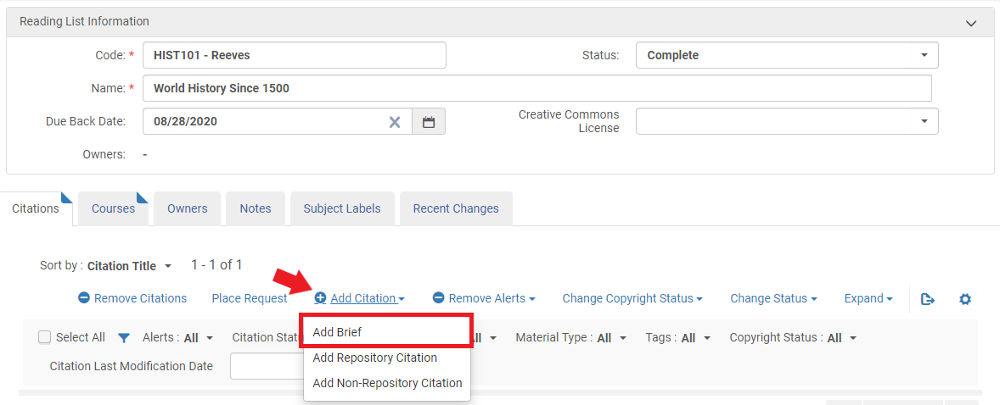 Reading List Information
Code: * HIST101 - Reeves Status: Complete
Name: * World History Since 1500
Due Back Date: 08/28/2020 Creative Commons License
Owners: -
Citations Courses Owners Notes Subject Labels Recent Changes
Sort by : Citation Title 1 - 1 of 1
Remove Citations Place Request Add Citation Remove Alerts Change Copyright Status Change Status Expand
Select All Alerts : All Citation Material Type : All Tags : All Copyright Status : All
Citation Last Modification Date
Add Brief
Add Repository Citation
Add Non-Repository Citation